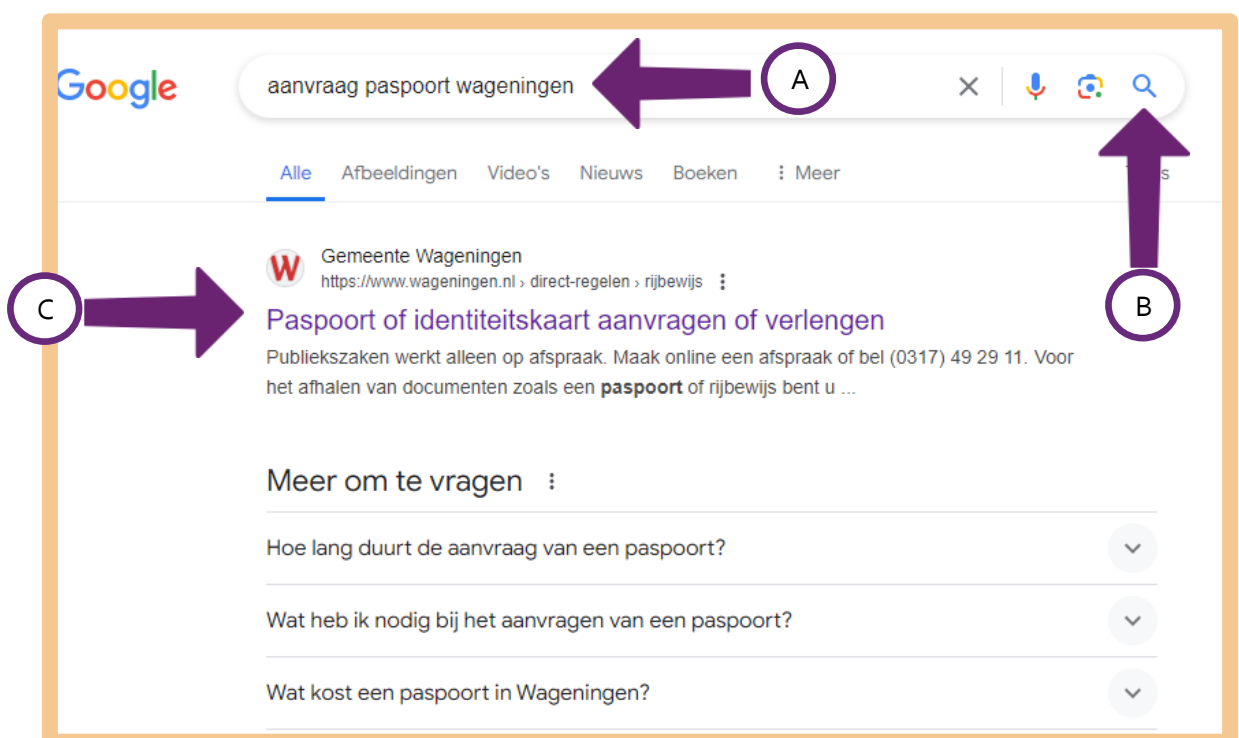 Google
aanvraag paspoort wageningen
A
Alle Afbeeldingen Video's Nieuws Boeken Meer
Gemeente Wageningen
https://www.wageningen.nl › direct-regelen › rijbewijs
C
B
Paspoort of identiteitskaart aanvragen of verlengen
Publiekszaken werkt alleen op afspraak. Maak online een afspraak of bel (0317) 49 29 11. Voor
het afhalen van documenten zoals een paspoort of rijbewijs bent u ...
Meer om te vragen
Hoe lang duurt de aanvraag van een paspoort?
Wat heb ik nodig bij het aanvragen van een paspoort?
Wat kost een paspoort in Wageningen?